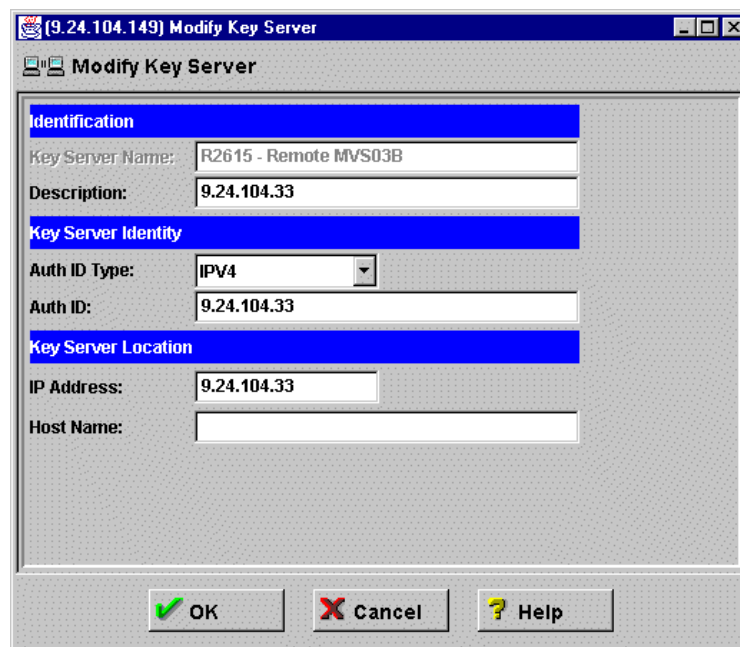 (9.24.104.149) Modify Key Server
Modify Key Server
Identification
Key Server Name: R2615 - Remote MVS03B
Description: 9.24.104.33
Key Server Identity
Auth ID Type: IPV4
Auth ID: 9.24.104.33
Key Server Location
IP Address: 9.24.104.33
Host Name:
OK Cancel Help